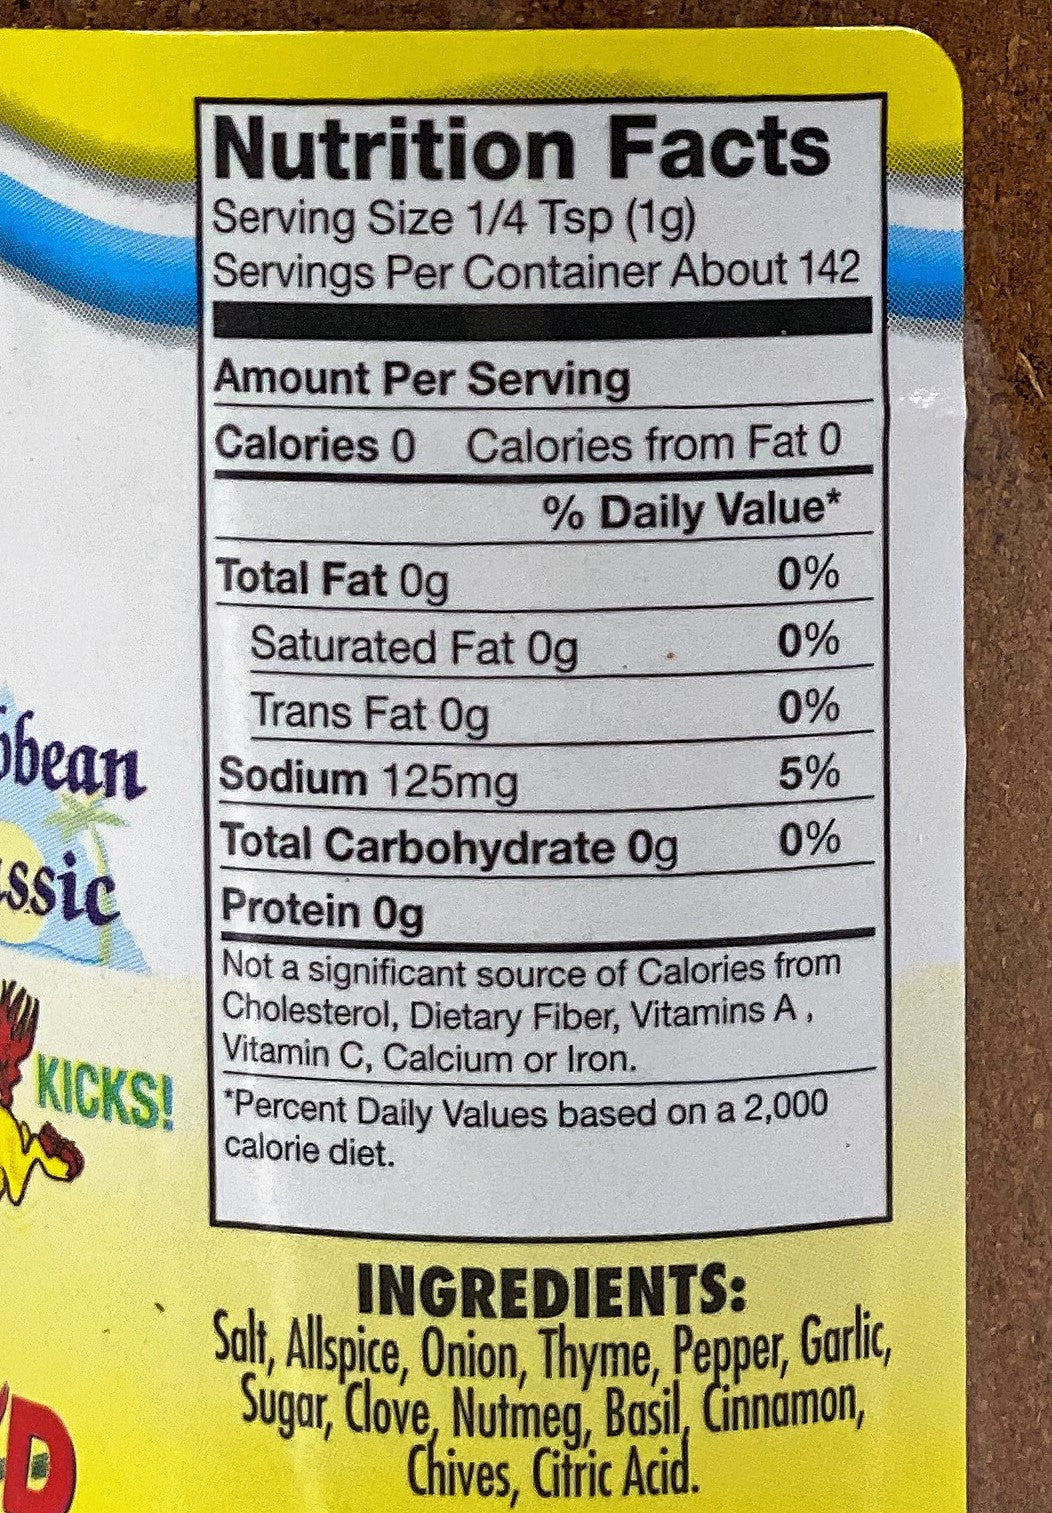 Nutrition Facts
Serving Size 1/4 Tsp (1g)
Servings Per Container About 142
Amount Per Serving
Calories 0 Calories from Fat 0
% Daily Value*
Total Fat 0g 0%
Saturated Fat 0g 0%
Trans Fat 0g 0%
Sodium 125mg 5%
Total Carbohydrate 0g 0%
Protein 0g
Not a significant source of Calories from
Cholesterol, Dietary Fiber, Vitamins A ,
Vitamin C, Calcium or Iron.
*Percent Daily Values based on a 2,000
calorie diet.
INGREDIENTS:
Salt, Allspice, Onion, Thyme, Pepper, Garlic,
Sugar, Clove, Nutmeg, Basil, Cinnamon,
Chives, Citric Acid.
bbean
ssic
KICKS!
D